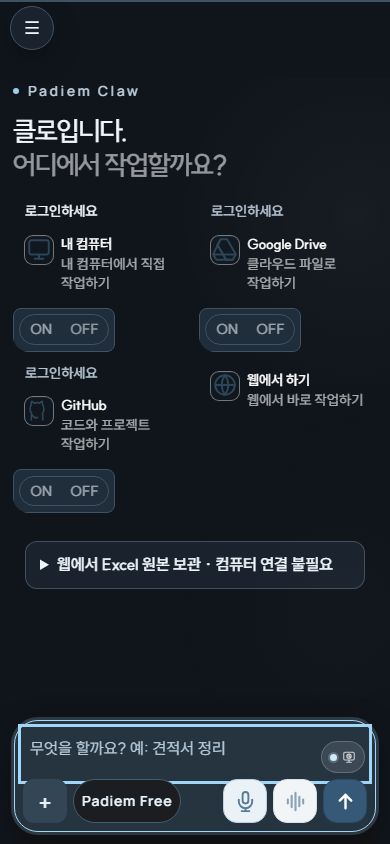 Padiem Claw
클로입니다.
어디에서 작업할까요?
로그인하세요
내 컴퓨터
내 컴퓨터에서 직접
작업하기
ON OFF
로그인하세요
Google Drive
클라우드 파일로
작업하기
ON OFF
로그인하세요
GitHub
코드와 프로젝트
작업하기
ON OFF
웹에서 하기
웹에서 바로 작업하기
▶ 웹에서 Excel 원본 보관 · 컴퓨터 연결 불필요
무엇을 할까요? 예: 견적서 정리
+ Padiem Free